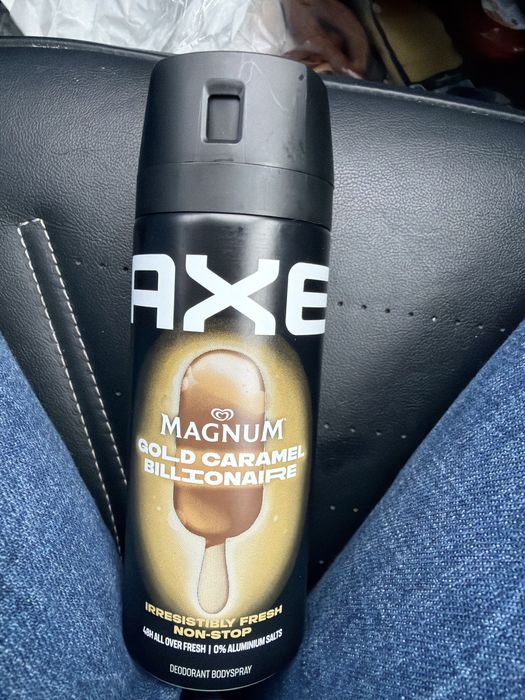 AXE
MAGNUM
GOLD CARAMEL
BILLIONAIRE
IRRESISTIBLY FRESH
NON-STOP
48H ALL OVER FRESH | 0% ALUMINIUM SALTS
DEODORANT BODYSPRAY